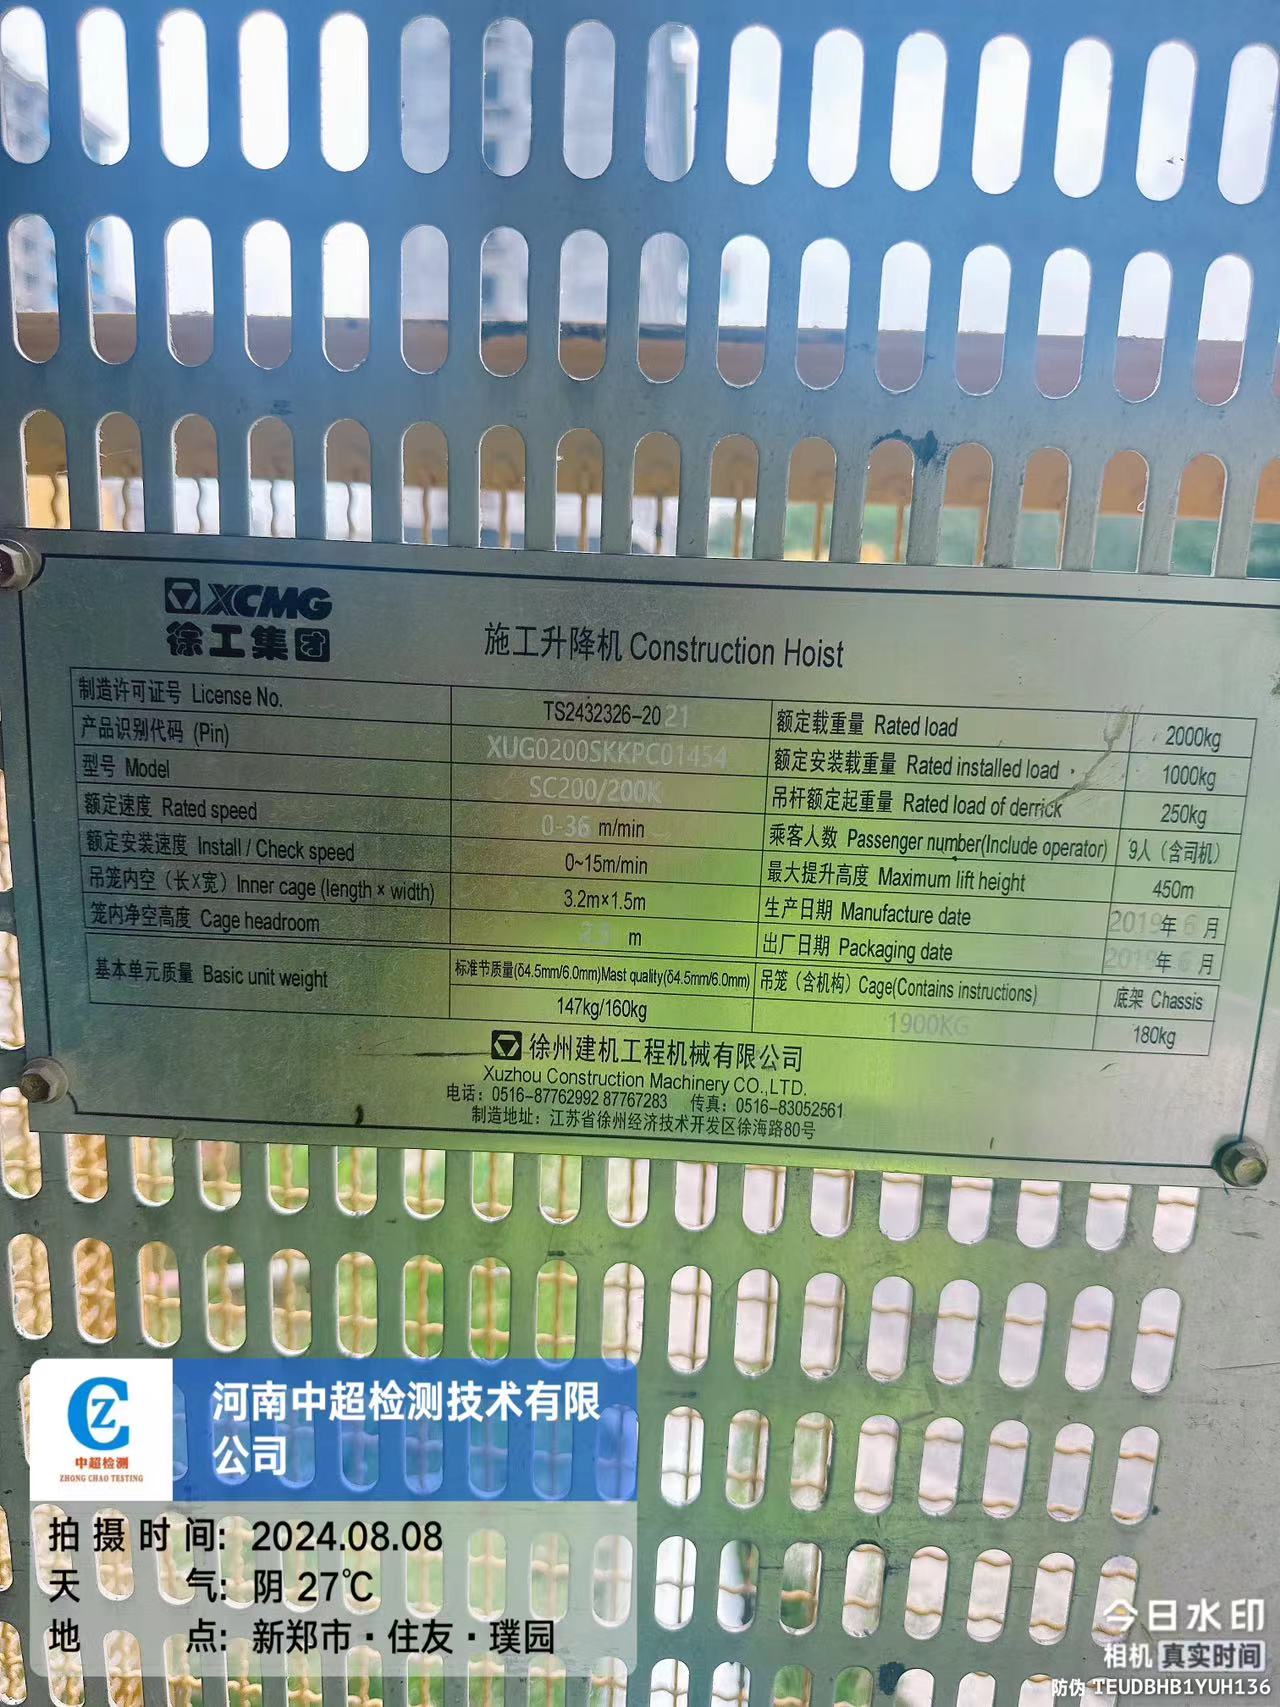 XCMG
徐工集团
施工升降机 Construction Hoist
制造许可证号 License No. TS2432326-2021 额定载重量 Rated load 2000kg
产品识别代码 (Pin) XUG0200SKKPC01454 额定安装载重量 Rated installed load 1000kg
型号 Model SC200/200K 吊杆额定起重量 Rated load of derrick 250kg
额定速度 Rated speed 0-36 m/min 乘客人数 Passenger number(Include operator) 9人（含司机）
额定安装速度 Install / Check speed 0~15m/min 最大提升高度 Maximum lift height 450m
吊笼内空（长X宽）Inner cage (length × width) 3.2m×1.5m 生产日期 Manufacture date 2019年 6 月
笼内净空高度 Cage headroom m 出厂日期 Packaging date 2019年 6 月
基本单元质量 Basic unit weight 标准节质量(δ4.5mm/6.0mm)Mast quality(δ4.5mm/6.0mm) 吊笼（含机构）Cage(Contains instructions) 底架 Chassis
147kg/160kg 1900KG 180kg
徐州建机工程机械有限公司
Xuzhou Construction Machinery CO.,LTD.
电话：0516-87762992 87767283 传真：0516-83052561
制造地址：江苏省徐州经济技术开发区徐海路80号
CZ
中超检测
ZHONG CHAO TESTING
河南中超检测技术有限
公司
拍摄时间: 2024.08.08
天气: 阴 27℃
地点: 新郑市·住友·璞园
今日水印
相机 真实时间
防伪 TEUDBHB1YUH136